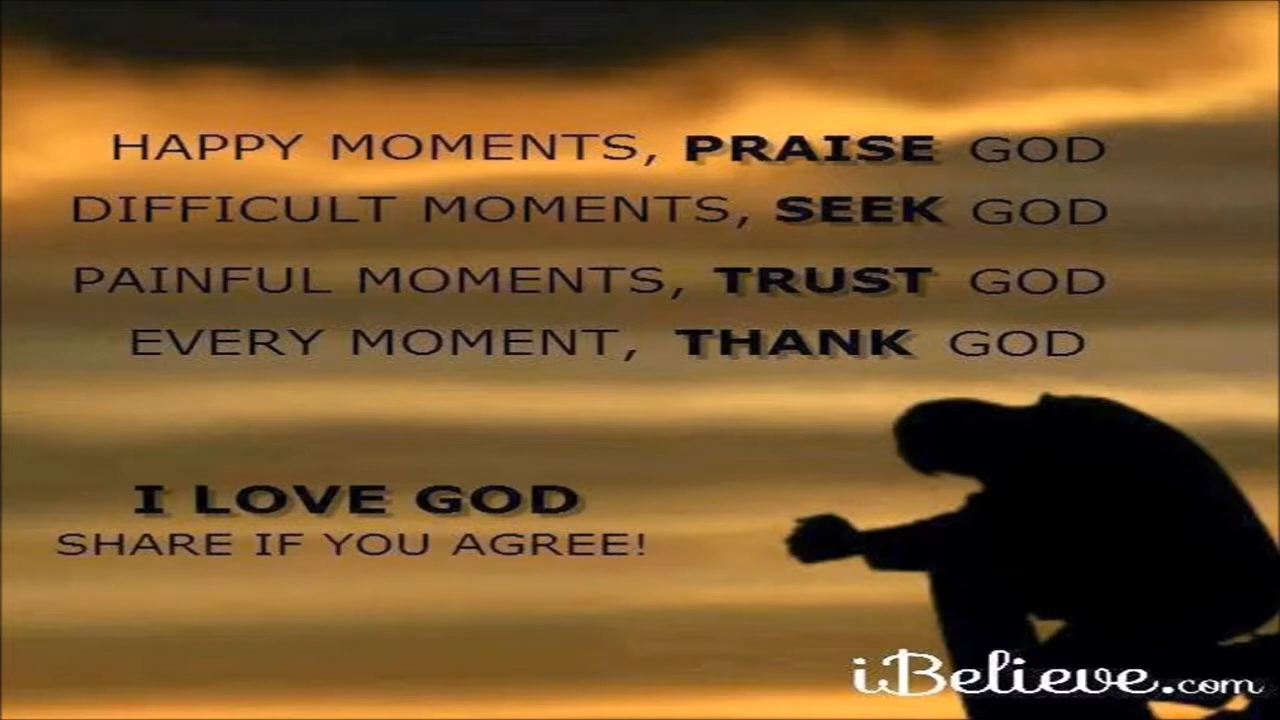 HAPPY MOMENTS, PRAISE GOD
DIFFICULT MOMENTS, SEEK GOD
PAINFUL MOMENTS, TRUST GOD
EVERY MOMENT, THANK GOD
I LOVE GOD
SHARE IF YOU AGREE!
iBelieve.com